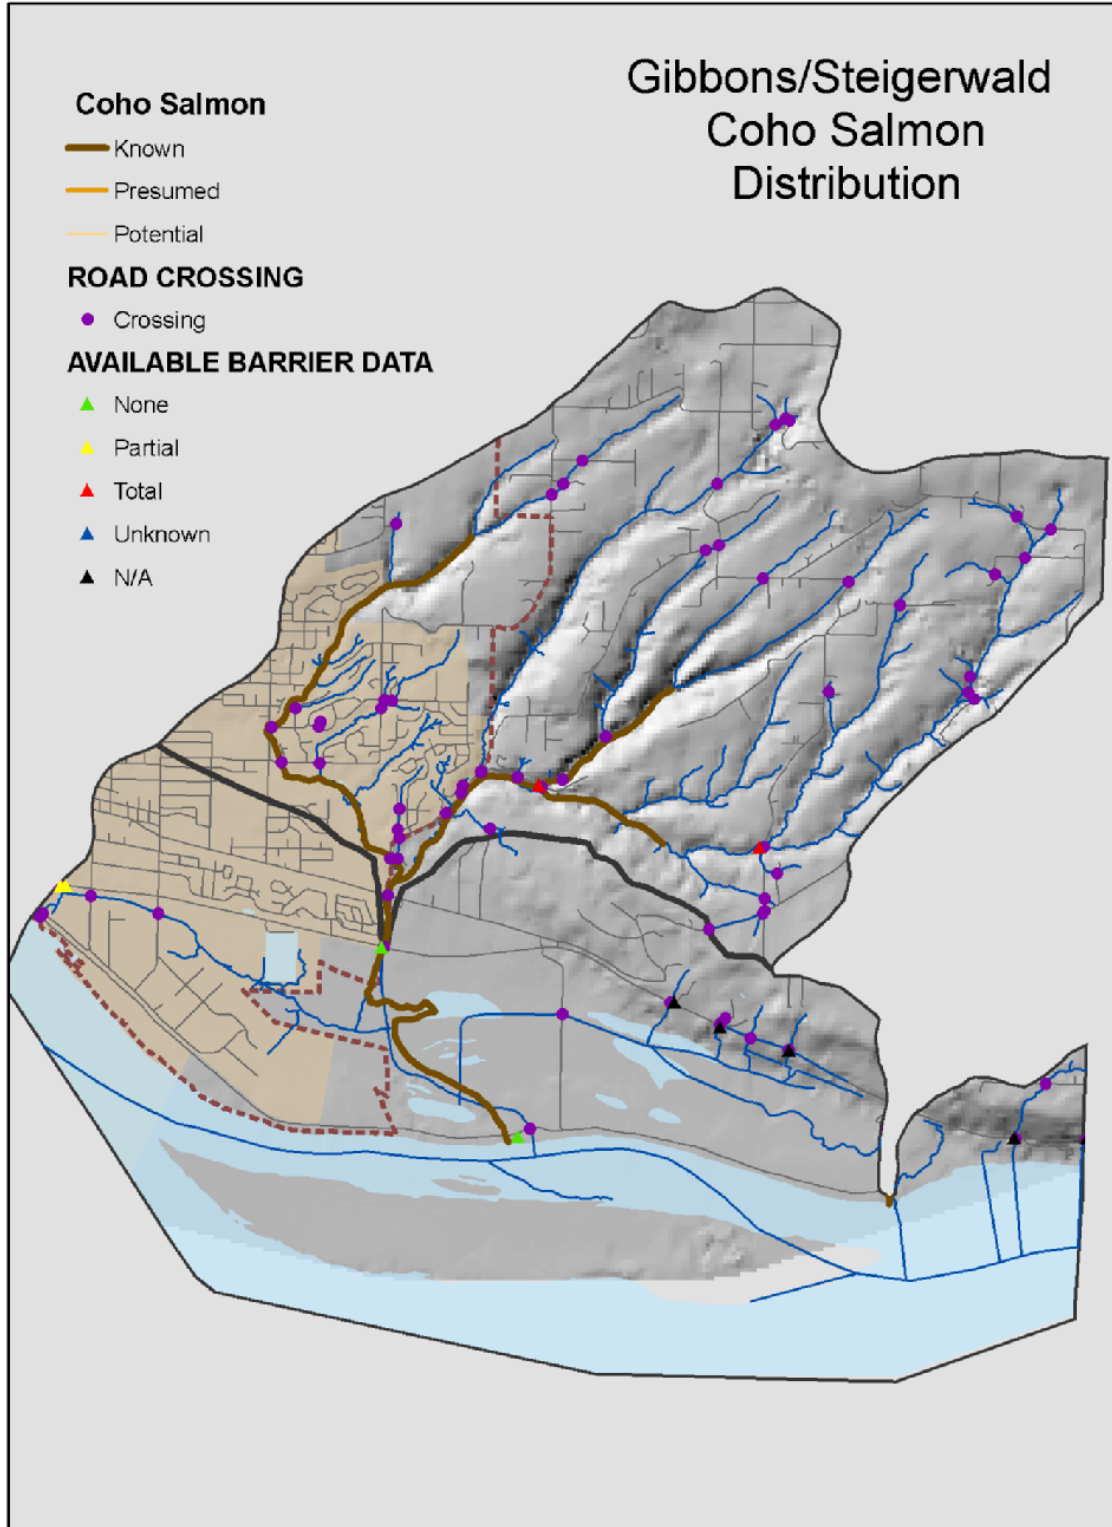 Gibbons/Steigerwald
Coho Salmon
Distribution
Coho Salmon
Known
Presumed
Potential
ROAD CROSSING
Crossing
AVAILABLE BARRIER DATA
None
Partial
Total
Unknown
N/A